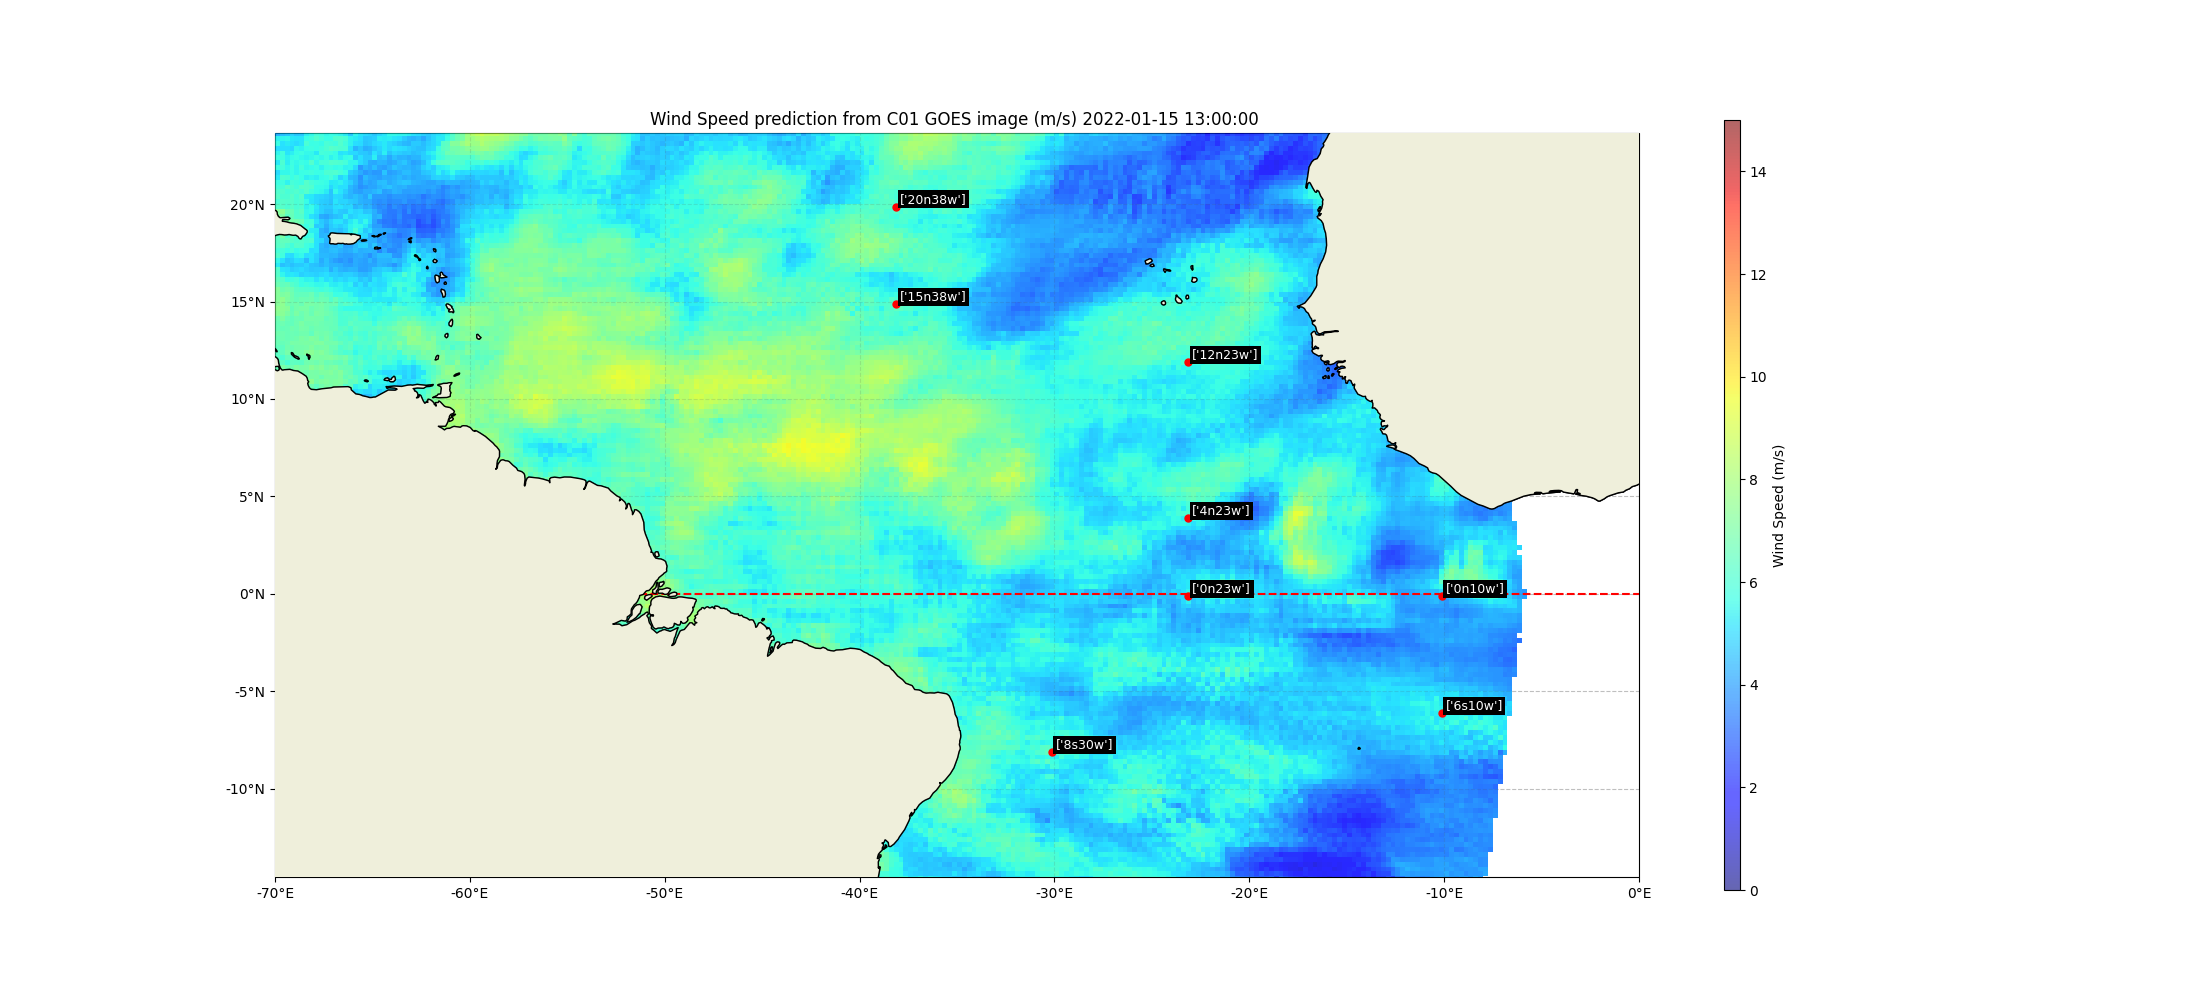 Wind Speed prediction from C01 GOES image (m/s) 2022-01-15 13:00:00
20°N
15°N
10°N
5°N
0°N
-5°N
-10°N
-70°E
-60°E
-50°E
-40°E
-30°E
-20°E
-10°E
0°E
['20n38w']
['15n38w']
['12n23w']
['4n23w']
['0n23w']
['0n10w']
['6s10w']
['8s30w']
14
12
10
8
6
4
2
0
Wind Speed (m/s)